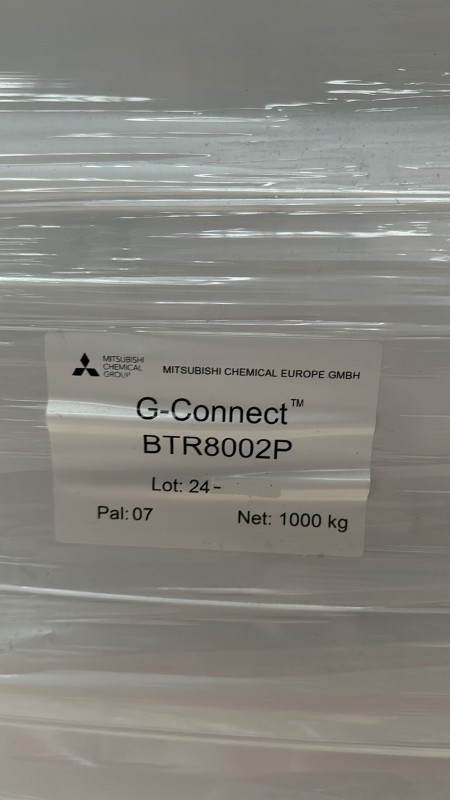 MITSUBISHI
CHEMICAL
GROUP
MITSUBISHI CHEMICAL EUROPE GMBH
G-Connect™
BTR8002P
Lot: 24-
Pal: 07 Net: 1000 kg